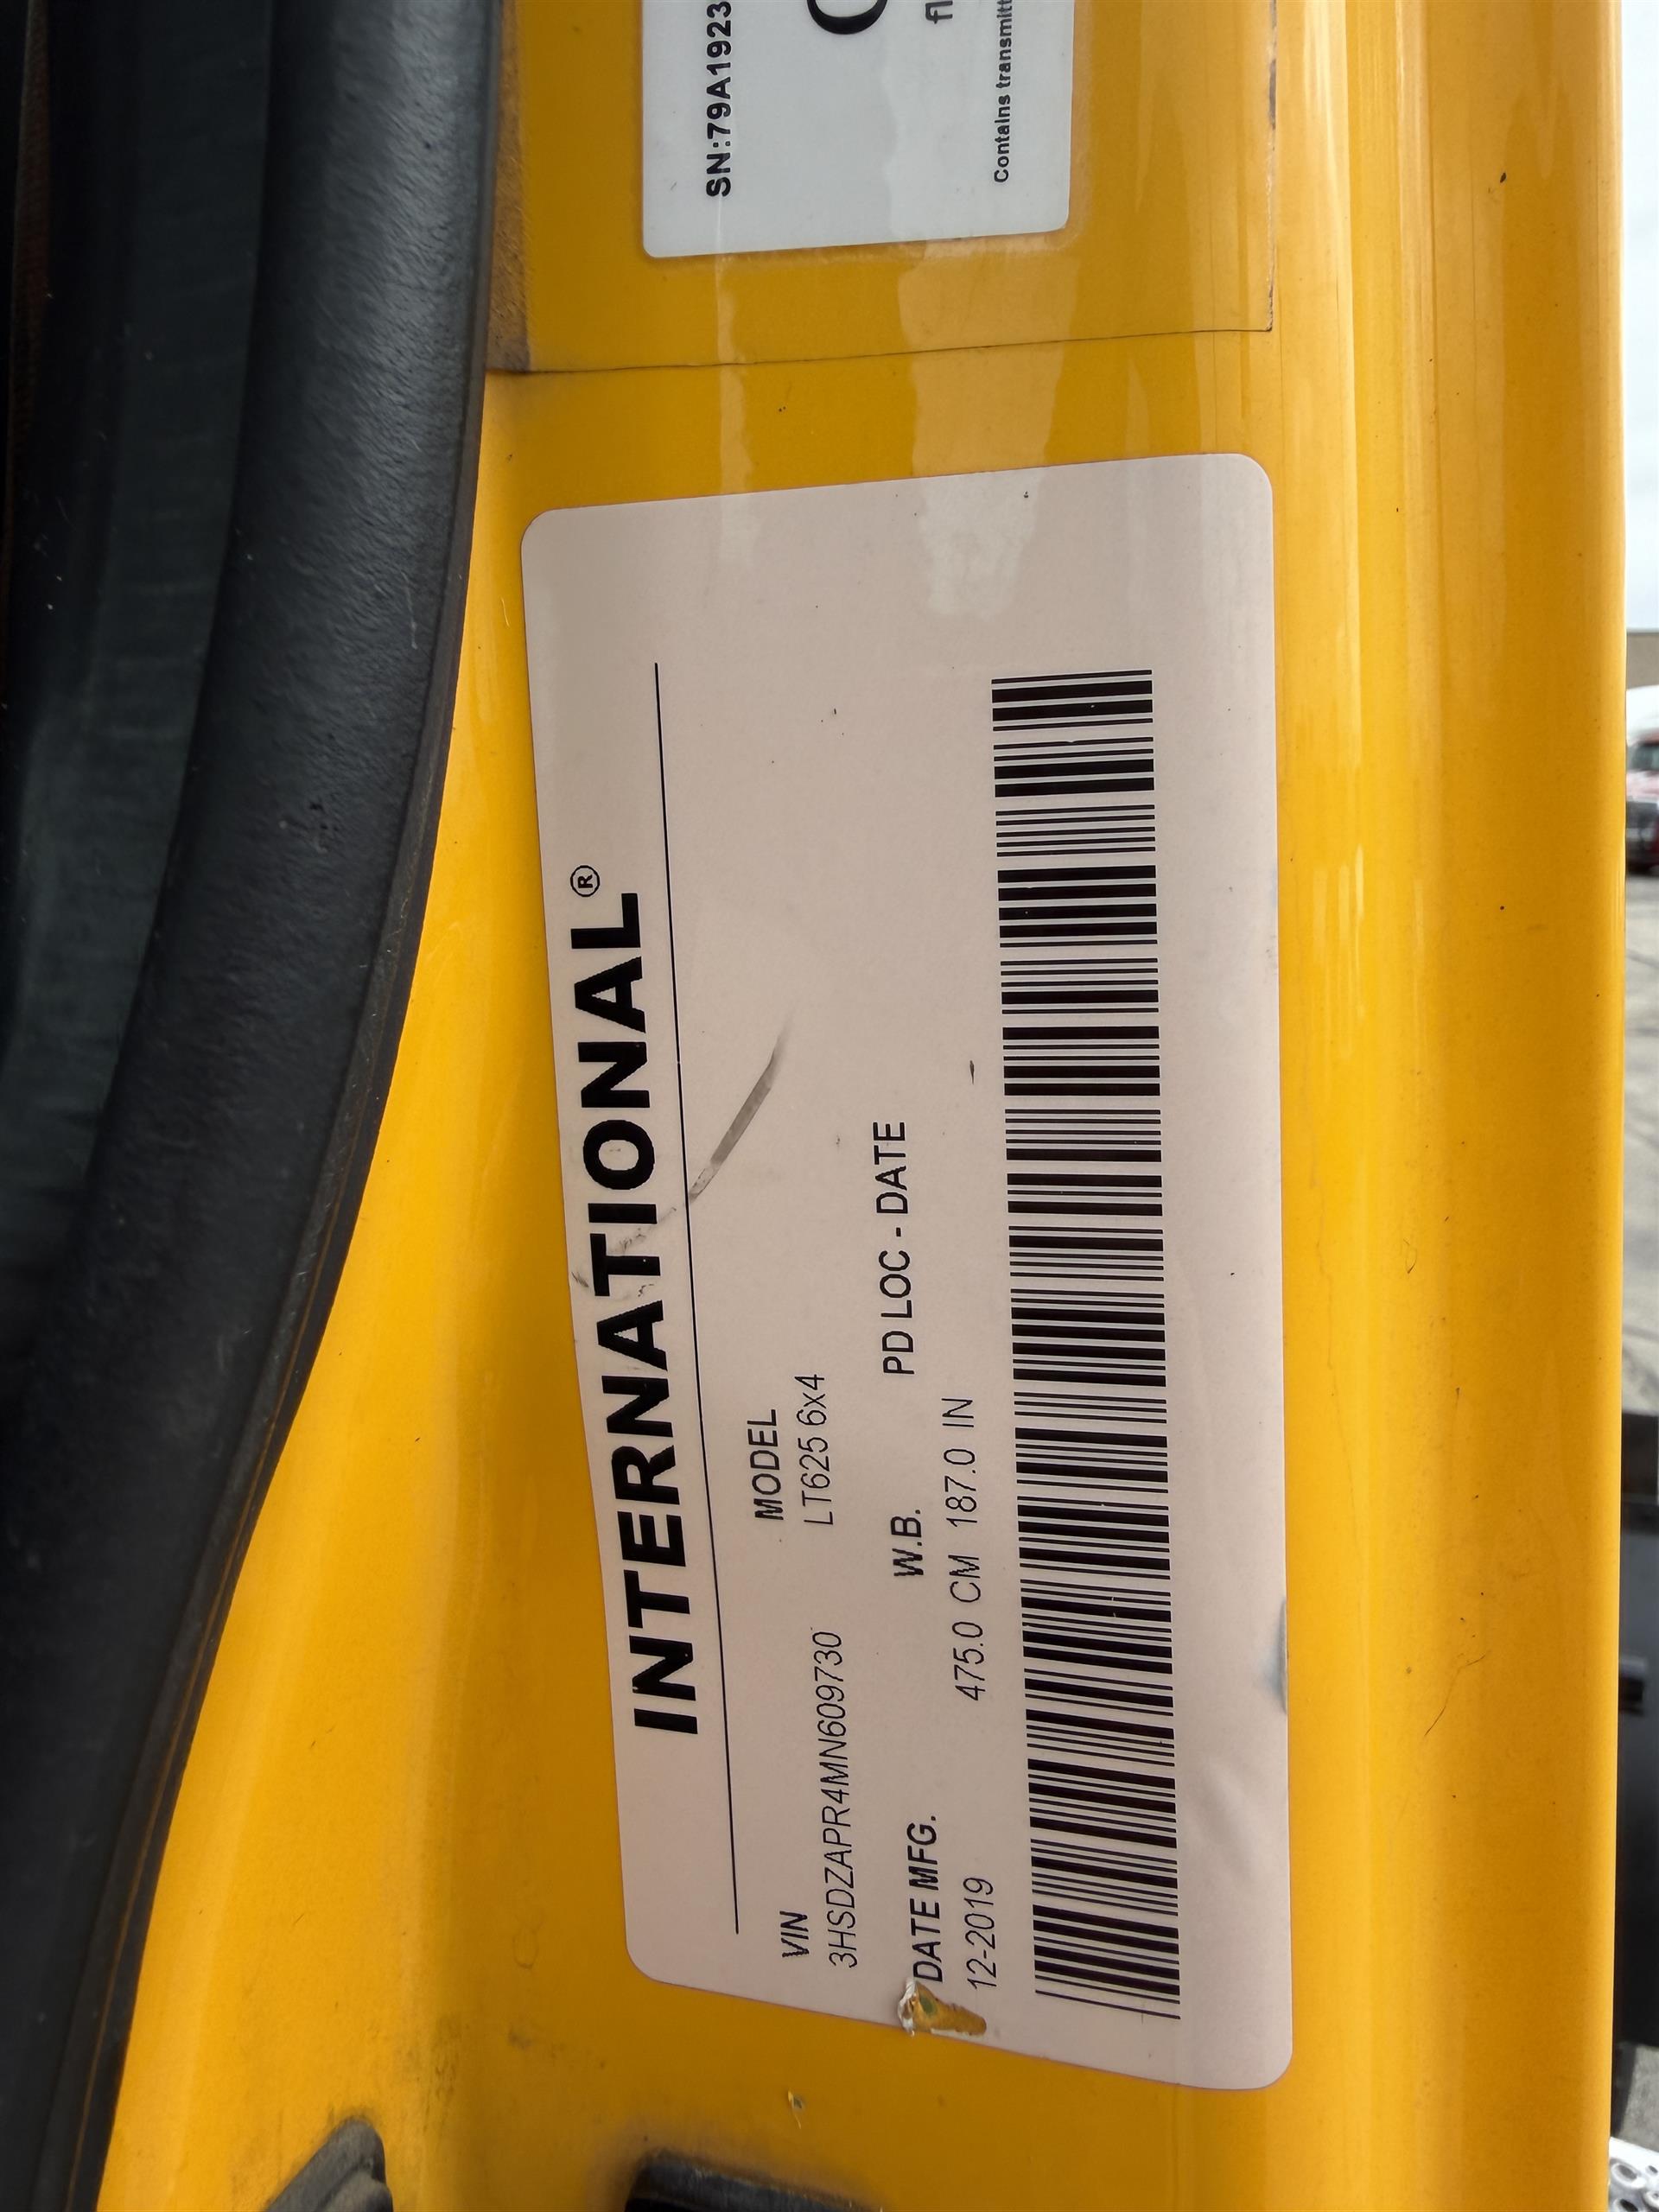 INTERNATIONAL®
VIN MODEL
3HSDZAPR4MN609730 LT625 6x4
DATE MFG. W.B. PD LOC - DATE
12-2019 475.0 CM 187.0 IN
SN:79A1923
Contains transmitt